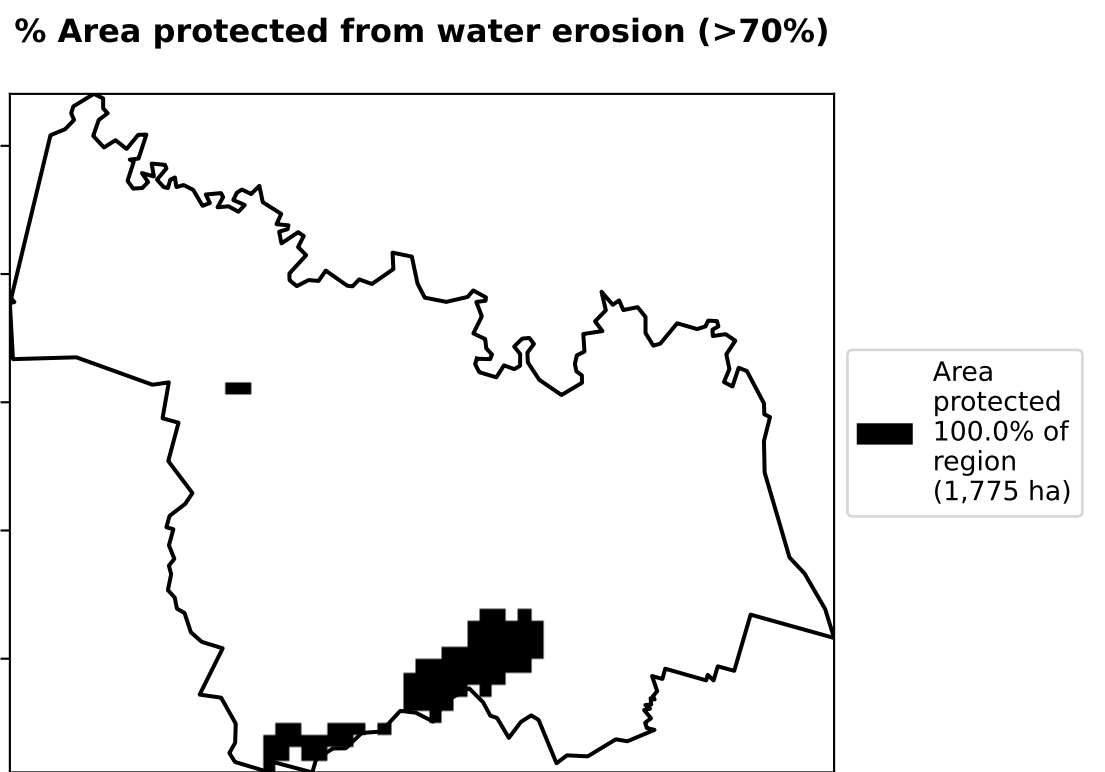 % Area protected from water erosion (>70%)
Area
protected
100.0% of
region
(1,775 ha)